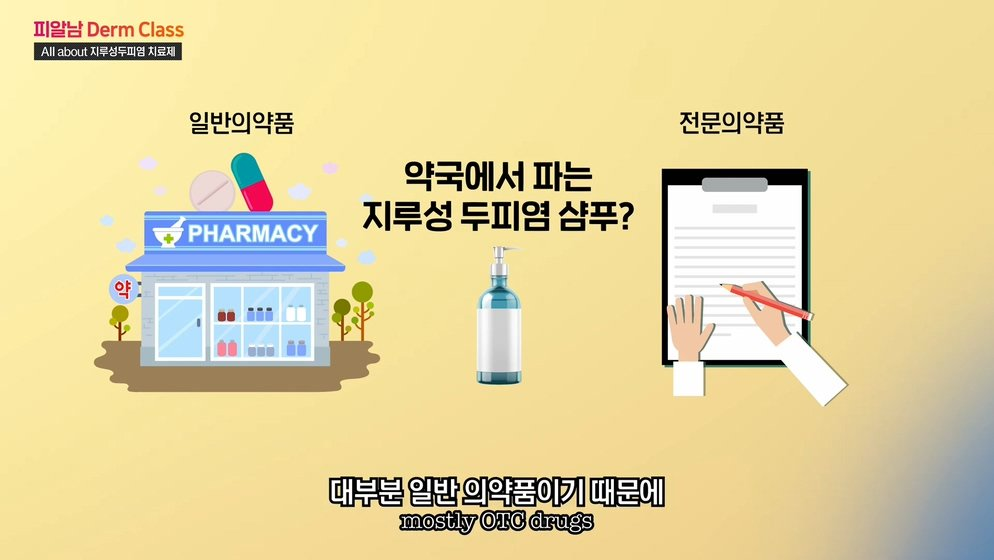 피알남 Derm Class
All about 지루성두피염 치료제
일반의약품
전문의약품
약국에서 파는
지루성 두피염 샴푸?
PHARMACY
약
대부분 일반 의약품이기 때문에
mostly OTC drugs